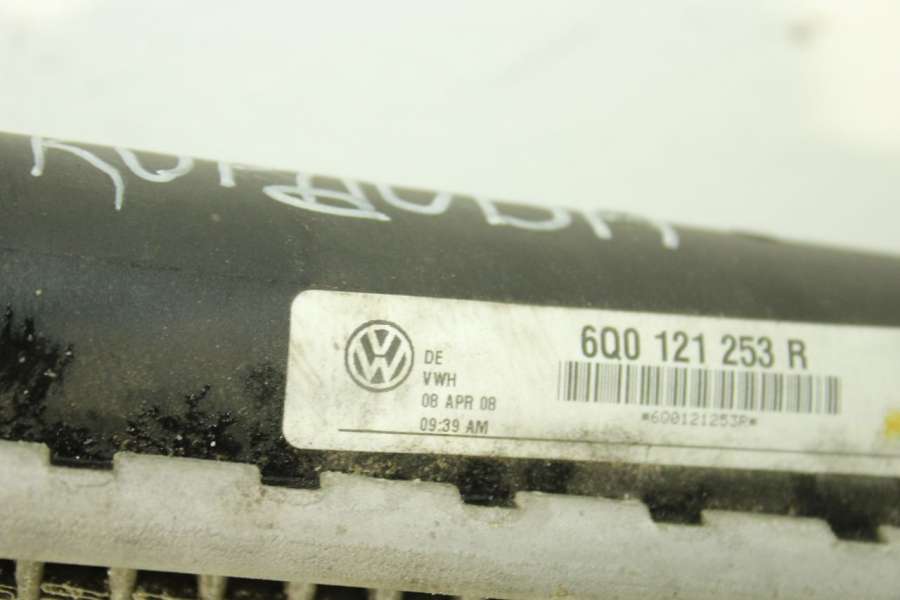 6Q0 121 253 R
DE
VWH
08 APR 08
09:39 AM
*6Q0121253R*